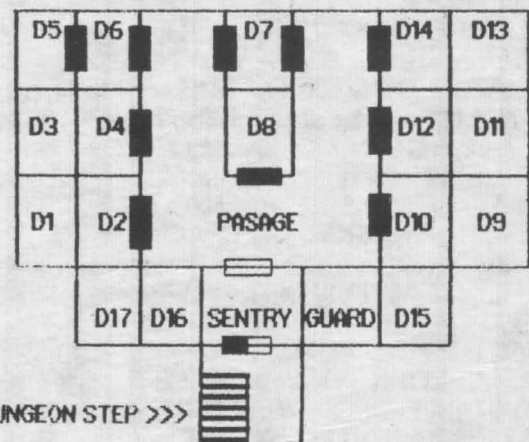 D5 D6 D7 D14 D13
D3 D4 D8 D12 D11
D1 D2 PASAGE D10 D9
D17 D16 SENTRY GUARD D15
UNGEON STEP >>>